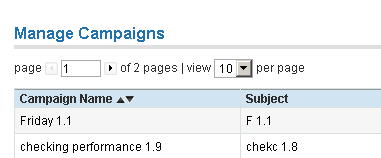 Manage Campaigns
page 1 of 2 pages | view 10 per page
Campaign Name Subject
Friday 1.1 F 1.1
checking performance 1.9 chekc 1.8